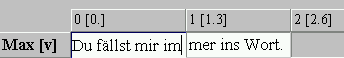 0 [0.] 1 [1.3] 2 [2.6]
Max [v] Du fällst mir im mer ins Wort.